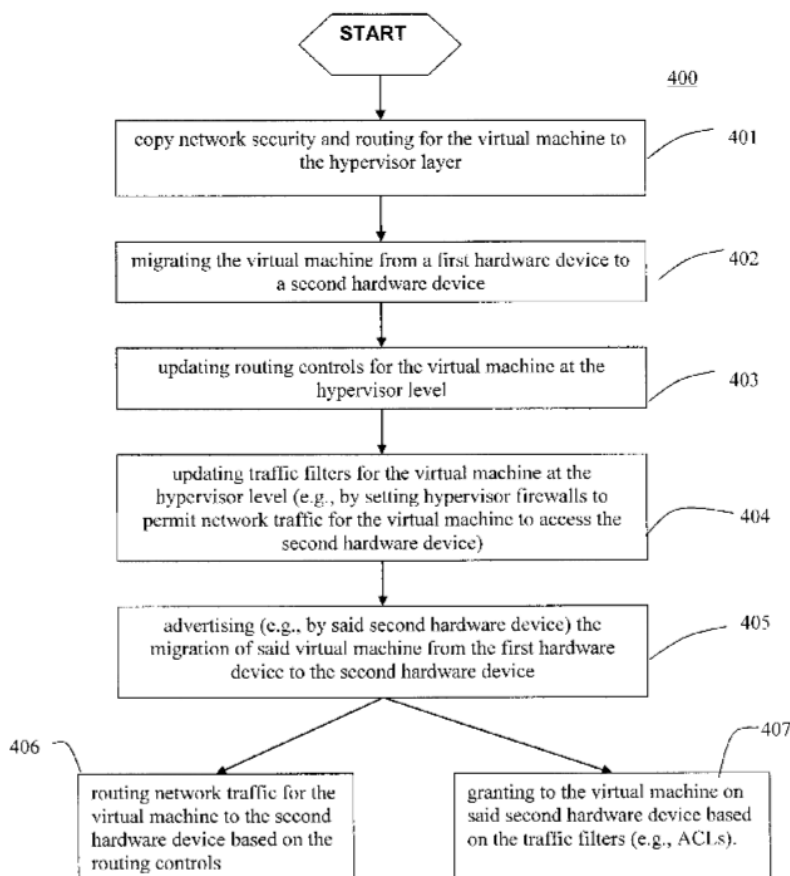 START
400
copy network security and routing for the virtual machine to
the hypervisor layer
401
migrating the virtual machine from a first hardware device to
a second hardware device
402
updating routing controls for the virtual machine at the
hypervisor level
403
updating traffic filters for the virtual machine at the
hypervisor level (e.g., by setting hypervisor firewalls to
permit network traffic for the virtual machine to access the
second hardware device)
404
advertising (e.g., by said second hardware device) the
migration of said virtual machine from the first hardware
device to the second hardware device
405
406
routing network traffic for the
virtual machine to the second
hardware device based on the
routing controls
407
granting to the virtual machine on
said second hardware device based
on the traffic filters (e.g., ACLs).